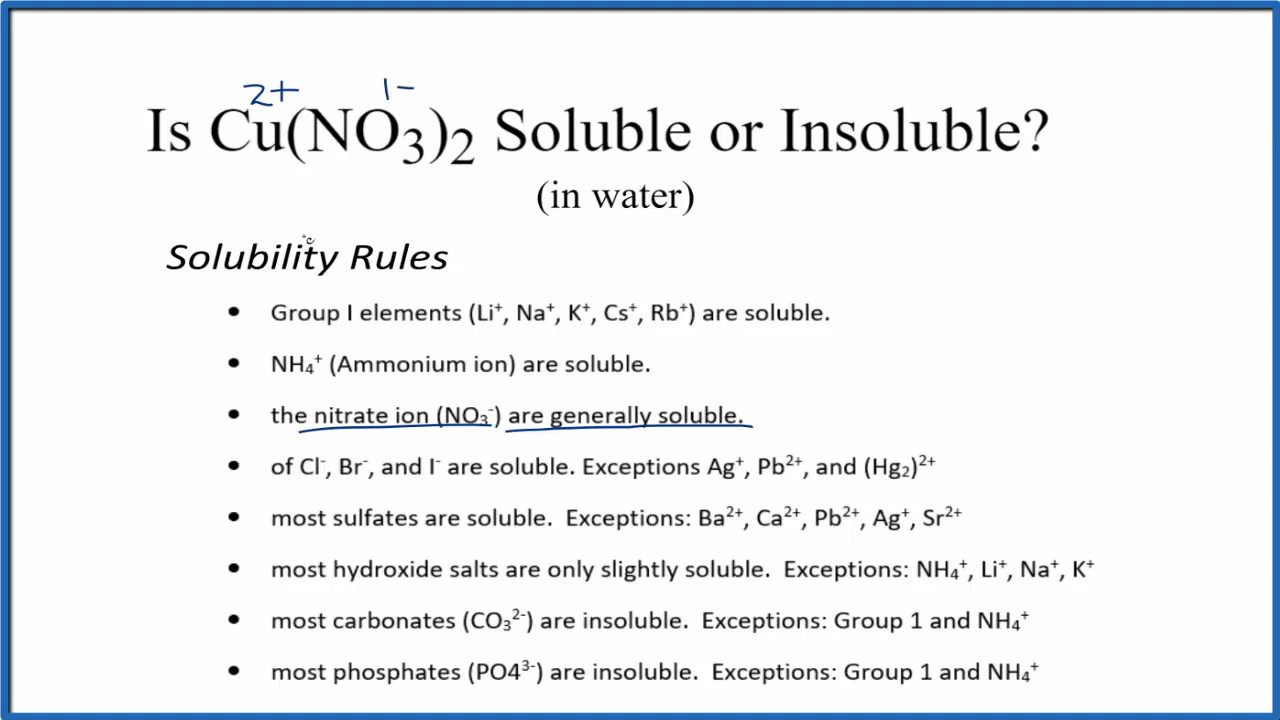 2+ 1-
Is Cu(NO₃)₂ Soluble or Insoluble?
(in water)
Solubility Rules
• Group I elements (Li⁺, Na⁺, K⁺, Cs⁺, Rb⁺) are soluble.
• NH₄⁺ (Ammonium ion) are soluble.
• the nitrate ion (NO₃⁻) are generally soluble.
• of Cl⁻, Br⁻, and I⁻ are soluble. Exceptions Ag⁺, Pb²⁺, and (Hg₂)²⁺
• most sulfates are soluble.  Exceptions: Ba²⁺, Ca²⁺, Pb²⁺, Ag⁺, Sr²⁺
• most hydroxide salts are only slightly soluble.  Exceptions: NH₄⁺, Li⁺, Na⁺, K⁺
• most carbonates (CO₃²⁻) are insoluble.  Exceptions: Group 1 and NH₄⁺
• most phosphates (PO4³⁻) are insoluble.  Exceptions: Group 1 and NH₄⁺